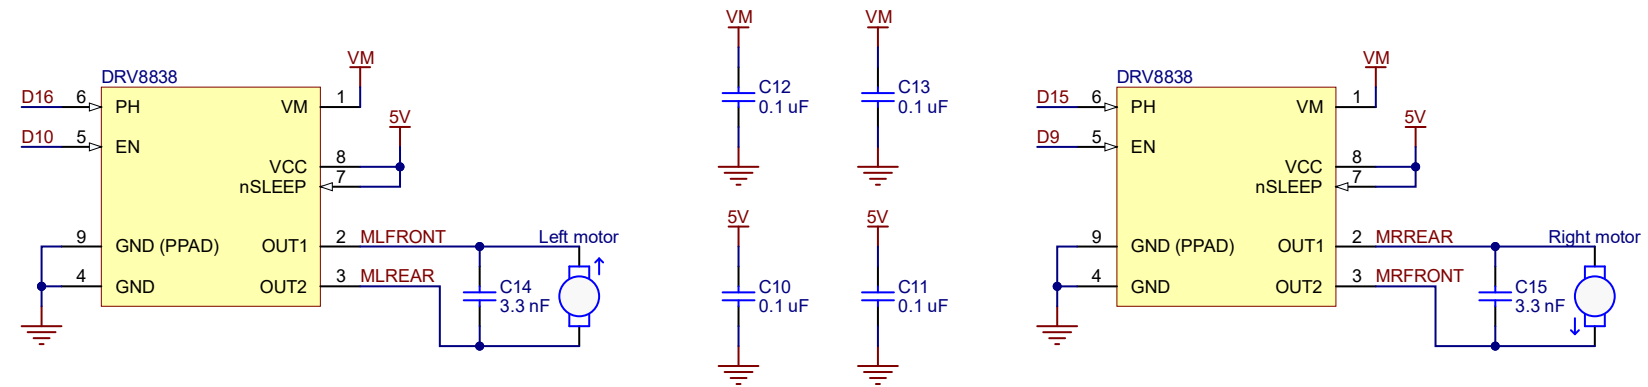 DRV8838
D16
6
PH
VM
1
VM
D10
5
EN
5V
VCC
8
nSLEEP
7
9
GND (PPAD)
OUT1
2
MLFRONT
Left motor
4
GND
OUT2
3
MLREAR
C14
3.3 nF
VM
C12
0.1 uF
VM
C13
0.1 uF
5V
C10
0.1 uF
5V
C11
0.1 uF
DRV8838
D15
6
PH
VM
1
VM
D9
5
EN
5V
VCC
8
nSLEEP
7
9
GND (PPAD)
OUT1
2
MRREAR
Right motor
4
GND
OUT2
3
MRFRONT
C15
3.3 nF